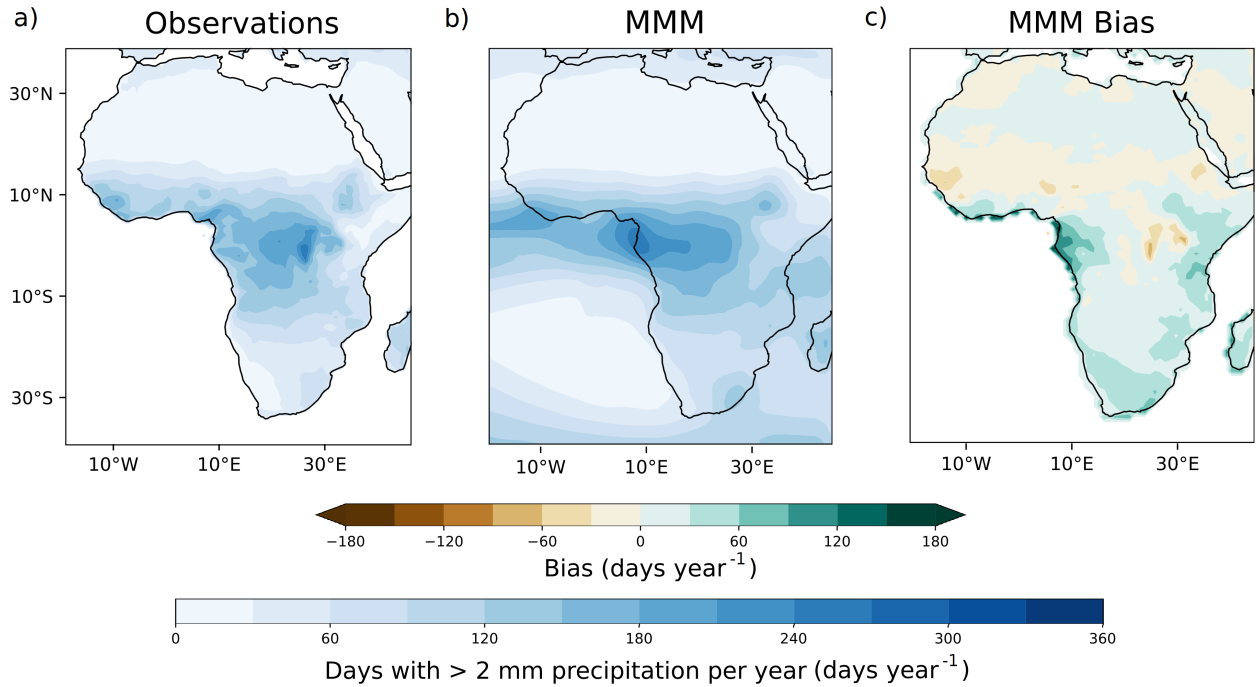 a)
Observations
b)
MMM
c)
MMM Bias
30°N
10°N
10°S
30°S
10°W
10°E
30°E
10°W
10°E
30°E
10°W
10°E
30°E
−180
−120
−60
0
60
120
180
Bias (days year⁻¹)
0
60
120
180
240
300
360
Days with > 2 mm precipitation per year (days year⁻¹)